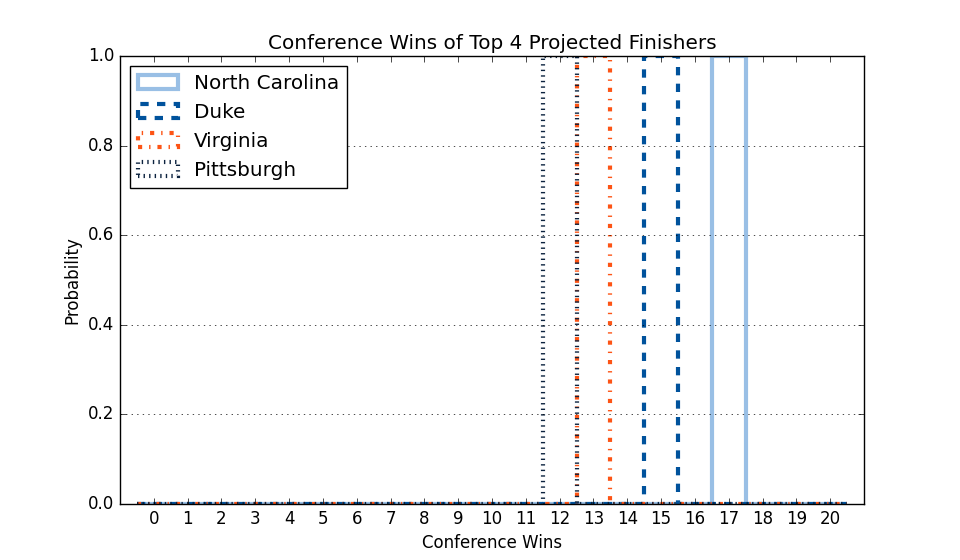 Conference Wins of Top 4 Projected Finishers
1.0
0.8
0.6
0.4
0.2
0.0
Probability
North Carolina
Duke
Virginia
Pittsburgh
0 1 2 3 4 5 6 7 8 9 10 11 12 13 14 15 16 17 18 19 20
Conference Wins